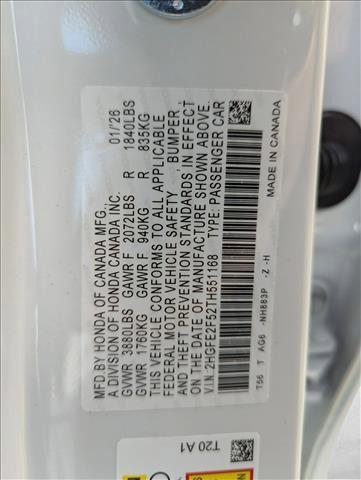 MFD BY HONDA OF CANADA MFG.
A DIVISION OF HONDA CANADA INC. 01/26
GVWR 3880LBS GAWR F 2072LBS R 1840LBS
GVWR 1760KG GAWR F 940KG R 835KG
THIS VEHICLE CONFORMS TO ALL APPLICABLE
FEDERAL MOTOR VEHICLE SAFETY, BUMPER,
AND THEFT PREVENTION STANDARDS IN EFFECT
ON THE DATE OF MANUFACTURE SHOWN ABOVE.
V.I.N. 2HGFE2F52TH551168 TYPE: PASSENGER CAR
T56 T AG6 -NH883P -Z -H MADE IN CANADA
T20 A1